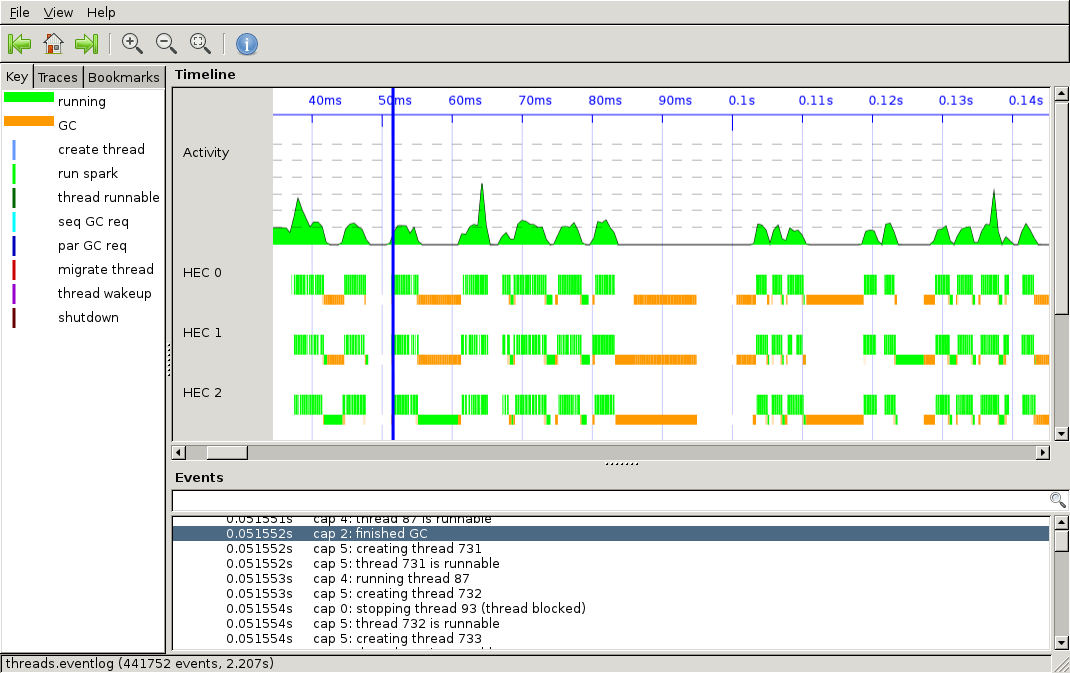 File View Help
Key Traces Bookmarks
running
GC
create thread
run spark
thread runnable
seq GC req
par GC req
migrate thread
thread wakeup
shutdown
Timeline
40ms 50ms 60ms 70ms 80ms 90ms 0.1s 0.11s 0.12s 0.13s 0.14s
Activity
HEC 0
HEC 1
HEC 2
Events
0.051551s cap 4: thread 87 is runnable
0.051552s cap 2: finished GC
0.051552s cap 5: creating thread 731
0.051552s cap 5: thread 731 is runnable
0.051553s cap 4: running thread 87
0.051553s cap 5: creating thread 732
0.051554s cap 0: stopping thread 93 (thread blocked)
0.051554s cap 5: thread 732 is runnable
0.051554s cap 5: creating thread 733
threads.eventlog (441752 events, 2.207s)